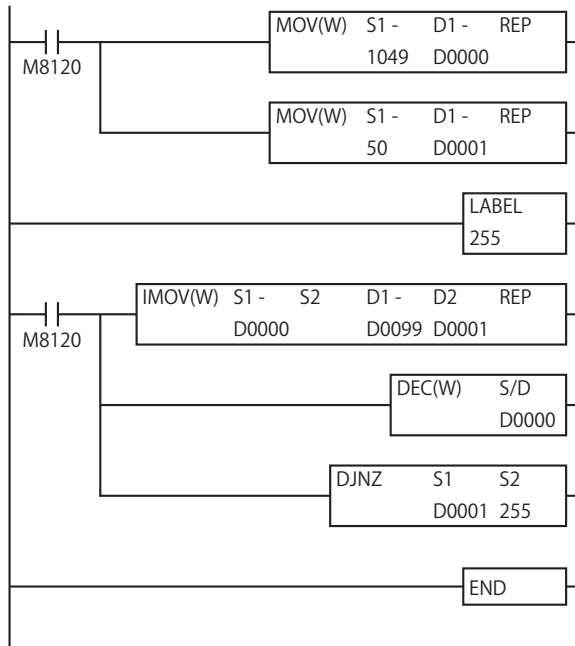 MOV(W) S1 - D1 - REP
1049 D0000
M8120
MOV(W) S1 - D1 - REP
50 D0001
LABEL
255
IMOV(W) S1 - S2 D1 - D2 REP
D0000 D0099 D0001
M8120
DEC(W) S/D
D0000
DJNZ S1 S2
D0001 255
END